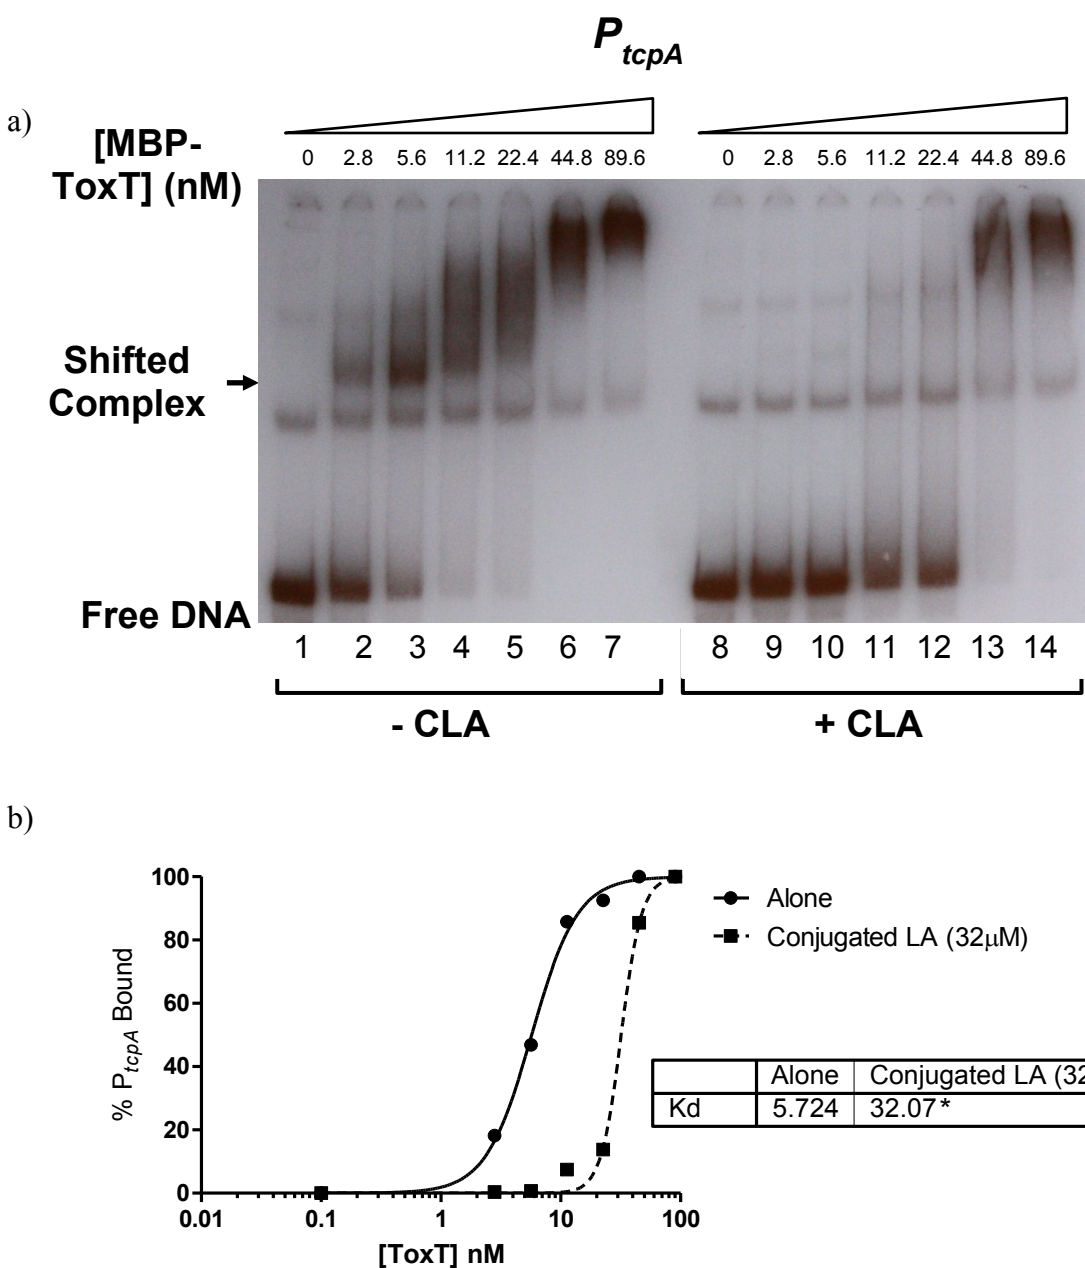 P tcpA
a)
[MBP-
ToxT] (nM)
0 2.8 5.6 11.2 22.4 44.8 89.6 0 2.8 5.6 11.2 22.4 44.8 89.6
Shifted
Complex
Free DNA
1 2 3 4 5 6 7 8 9 10 11 12 13 14
- CLA + CLA
b)
100
80
60
40
20
0
% PtcpA Bound
0.01 0.1 1 10 100
[ToxT] nM
Alone
Conjugated LA (32μM)
Alone Conjugated LA (32
Kd 5.724 32.07*